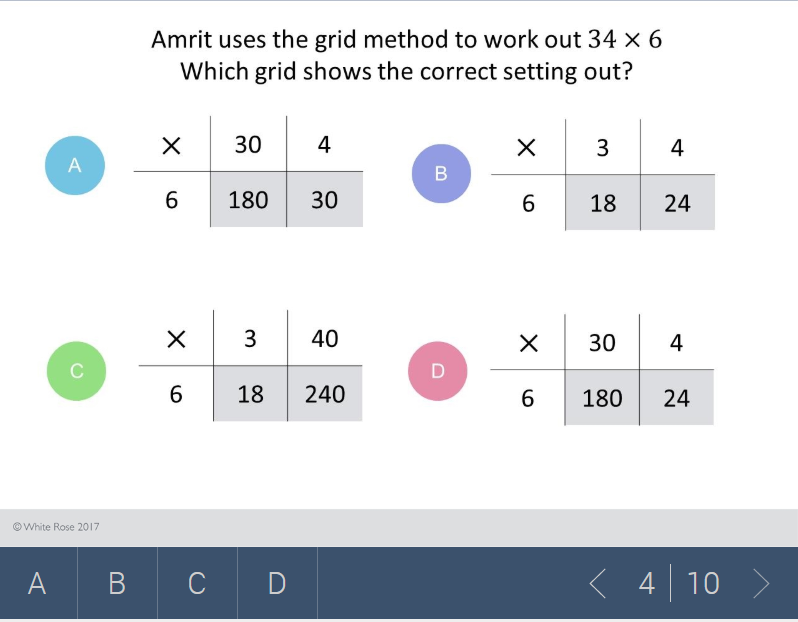 Amrit uses the grid method to work out 34 × 6
Which grid shows the correct setting out?
A
× 30 4
6 180 30
B
× 3 4
6 18 24
C
× 3 40
6 18 240
D
× 30 4
6 180 24
© White Rose 2017
A B C D < 4 | 10 >